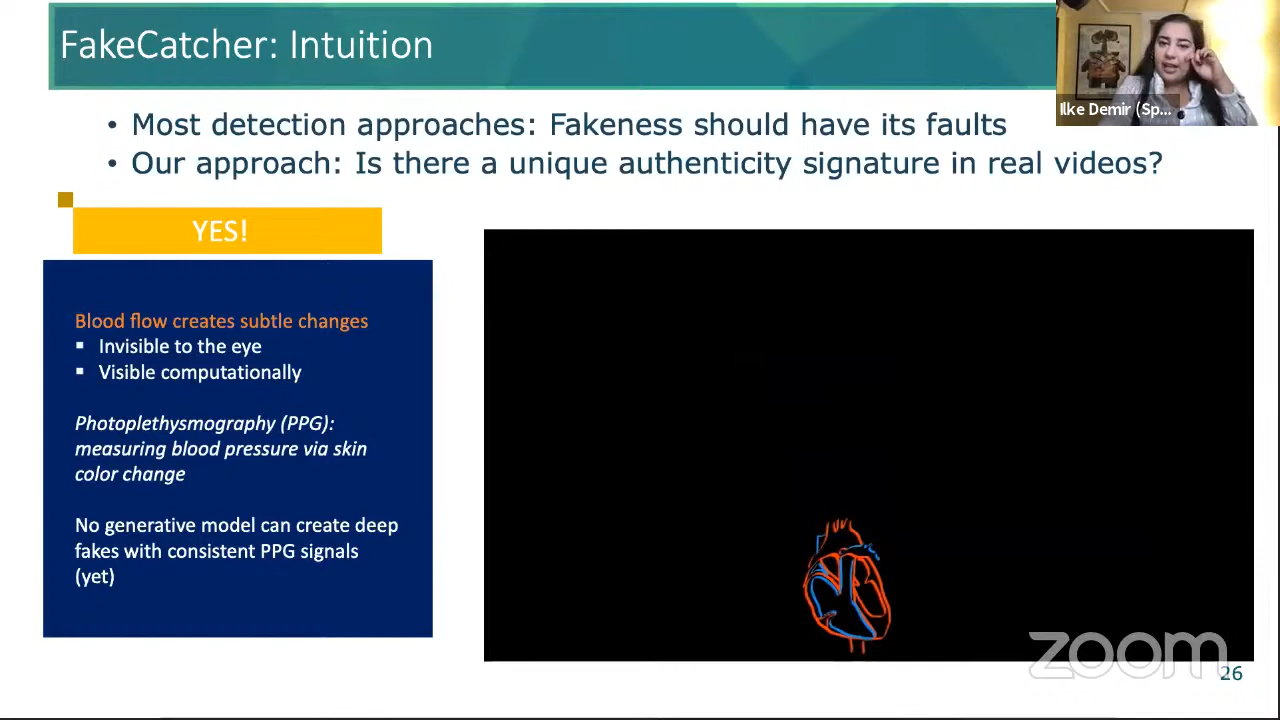 FakeCatcher: Intuition
Ilke Demir (Sp...
• Most detection approaches: Fakeness should have its faults
• Our approach: Is there a unique authenticity signature in real videos?
YES!
Blood flow creates subtle changes
▪ Invisible to the eye
▪ Visible computationally
Photoplethysmography (PPG):
measuring blood pressure via skin
color change
No generative model can create deep
fakes with consistent PPG signals
(yet)
zoom
26